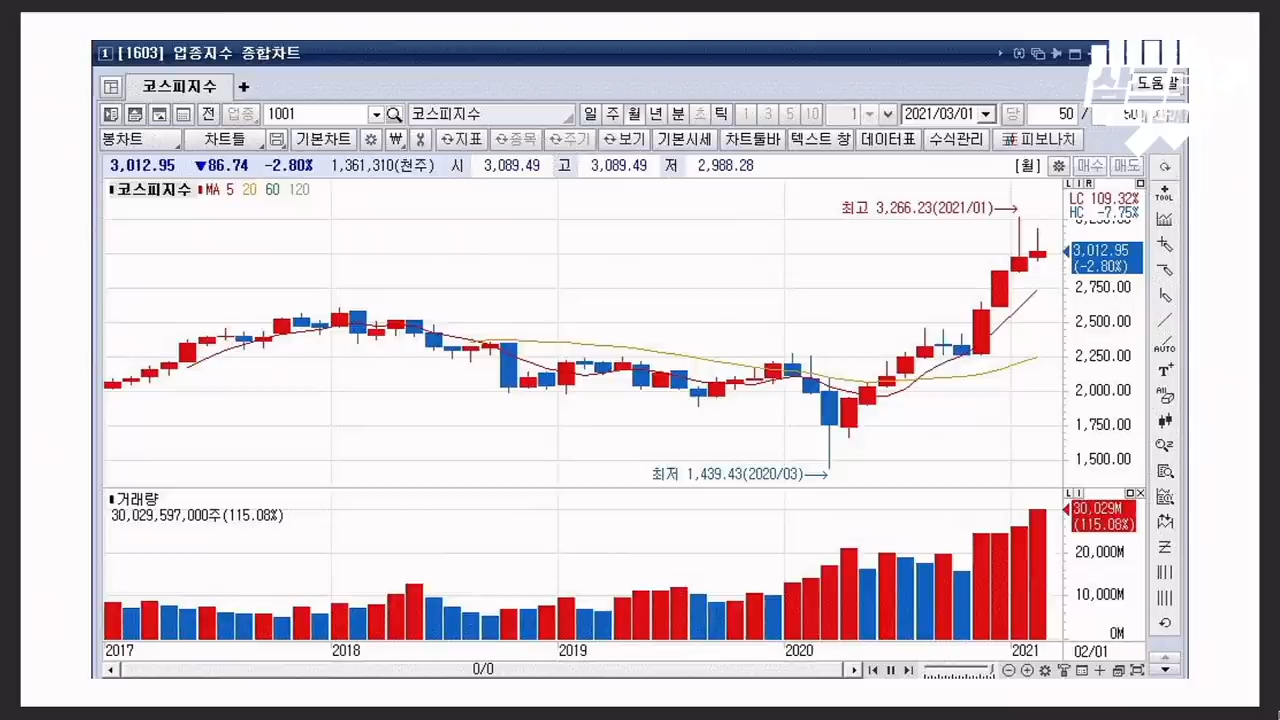 1 [1603] 업종지수 종합차트
코스피지수 +
도움말
전 업종 1001 코스피지수 일 주 월 년 분 초 틱 1 3 5 10 1 2021/03/01 당 50 /
봉차트 차트툴 기본차트 ₩ 지표 종목 주기 보기 기본시세 차트툴바 텍스트 창 데이터표 수식관리 피보나치
3,012.95 ▼86.74 -2.80% 1,361,310(천주) 시 3,089.49 고 3,089.49 저 2,988.28 [월] 매수 매도
코스피지수 MA 5 20 60 120
L I R
TOOL
LC 109.32%
HC -7.75%
최고 3,266.23(2021/01)
3,012.95
(-2.80%)
2,750.00
2,500.00
AUTO
2,250.00
2,000.00
All
1,750.00
1,500.00
최저 1,439.43(2020/03)
거래량
30,029,597,000주(115.08%)
L I
30,029M
(115.08%)
20,000M
10,000M
0M
2017 2018 2019 2020 2021 02/01
0/0